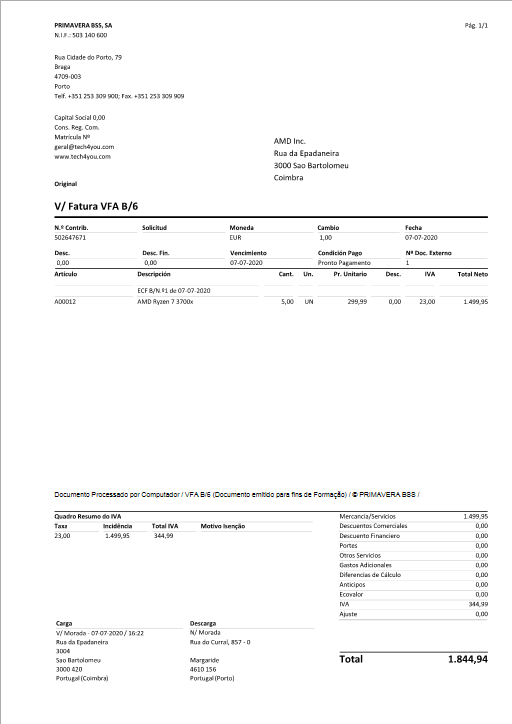 PRIMAVERA BSS, SA
Pág. 1/1
N.I.F.: 503 140 600
Rua Cidade do Porto, 79
Braga
4709-003
Porto
Telf. +351 253 309 900; Fax. +351 253 309 909
Capital Social 0,00
Cons. Reg. Com.
Matrícula Nº
geral@tech4you.com
www.tech4you.com
AMD Inc.
Rua da Epadaneira
3000 Sao Bartolomeu
Coimbra
Original
V/ Fatura VFA B/6
N.º Contrib. Solicitud Moneda Cambio Fecha
502647671 EUR 1,00 07-07-2020
Desc. Desc. Fin. Vencimiento Condición Pago Nº Doc. Externo
0,00 0,00 07-07-2020 Pronto Pagamento 1
Artículo Descripción Cant. Un. Pr. Unitario Desc. IVA Total Neto
ECF B/N.º1 de 07-07-2020
A00012 AMD Ryzen 7 3700x 5,00 UN 299,99 0,00 23,00 1.499,95
Documento Processado por Computador / VFA B/6 (Documento emitido para fins de Formação) / © PRIMAVERA BSS /
Quadro Resumo do IVA
Taxa Incidência Total IVA Motivo Isenção
23,00 1.499,95 344,99
Mercancia/Servicios 1.499,95
Descuentos Comerciales 0,00
Descuento Financiero 0,00
Portes 0,00
Otros Servicios 0,00
Gastos Adicionales 0,00
Diferencias de Cálculo 0,00
Anticipos 0,00
Ecovalor 0,00
IVA 344,99
Ajuste 0,00
Carga
V/ Morada - 07-07-2020 / 16:22
Rua da Epadaneira
3004
Sao Bartolomeu
3000 420
Portugal (Coimbra)
Descarga
N/ Morada
Rua do Curral, 857 - 0
Margaride
4610 156
Portugal (Porto)
Total 1.844,94